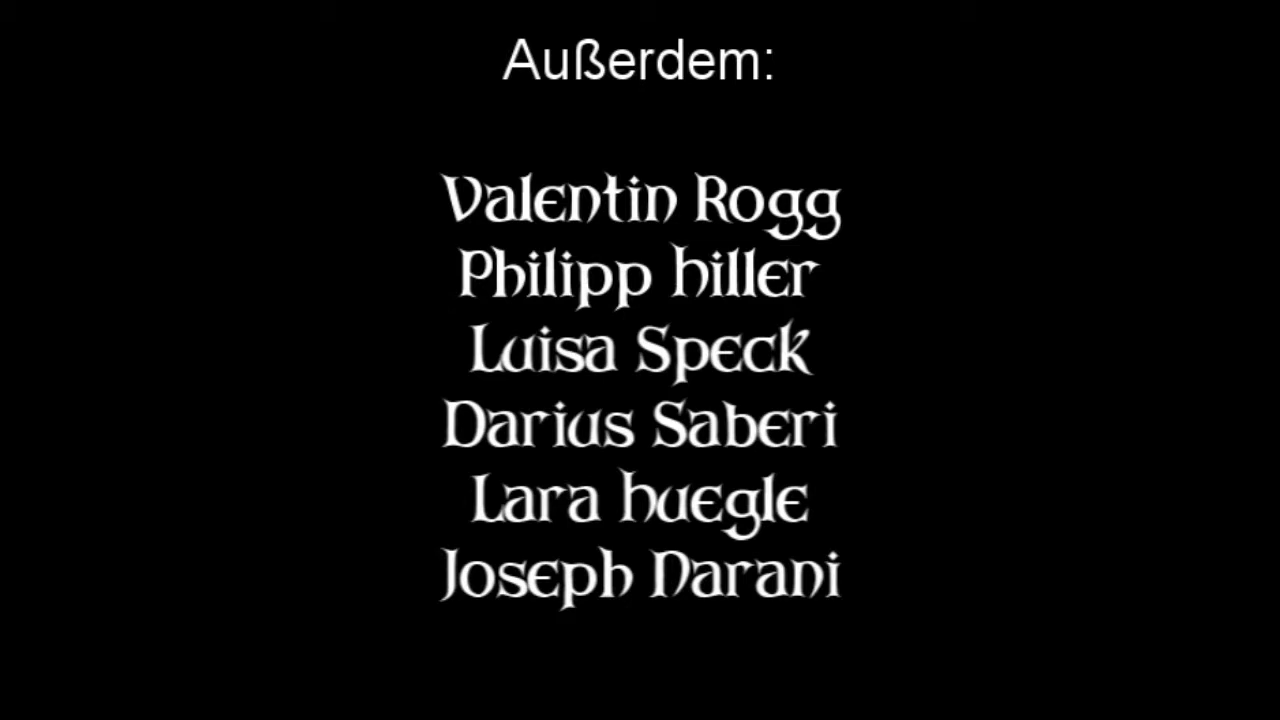 Außerdem:
Valentin Rogg
Philipp Hiller
Luisa Speck
Darius Saberi
Lara Huegle
Joseph Narani